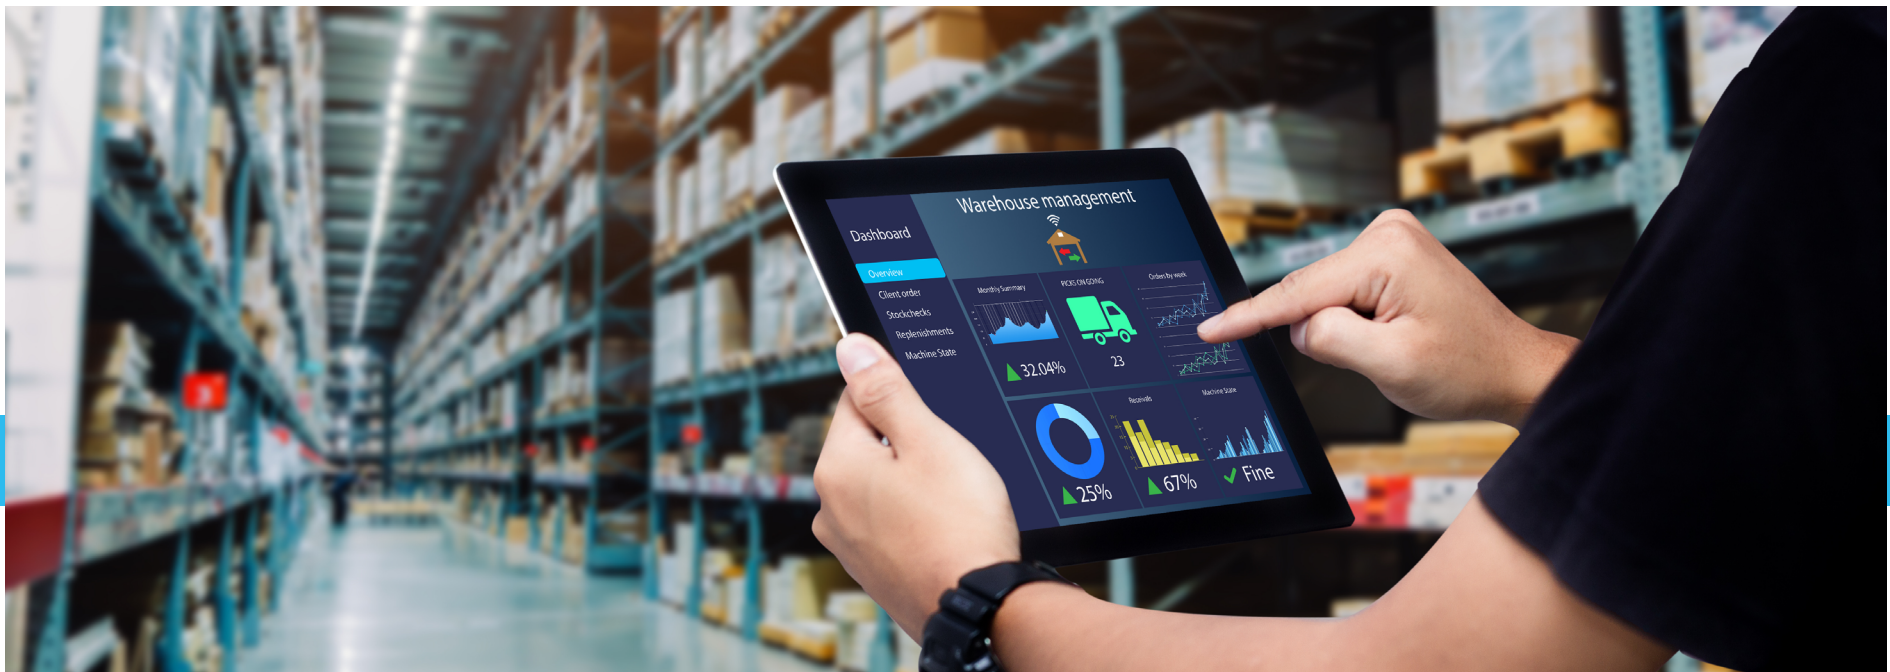 Warehouse management
Dashboard
Overview
Client order
Stockchecks
Replenishments
Machine State
Monthly Summary
PICKS ON GOING
Orders by week
32.04%
23
Receivals
Machine State
25%
67%
Fine